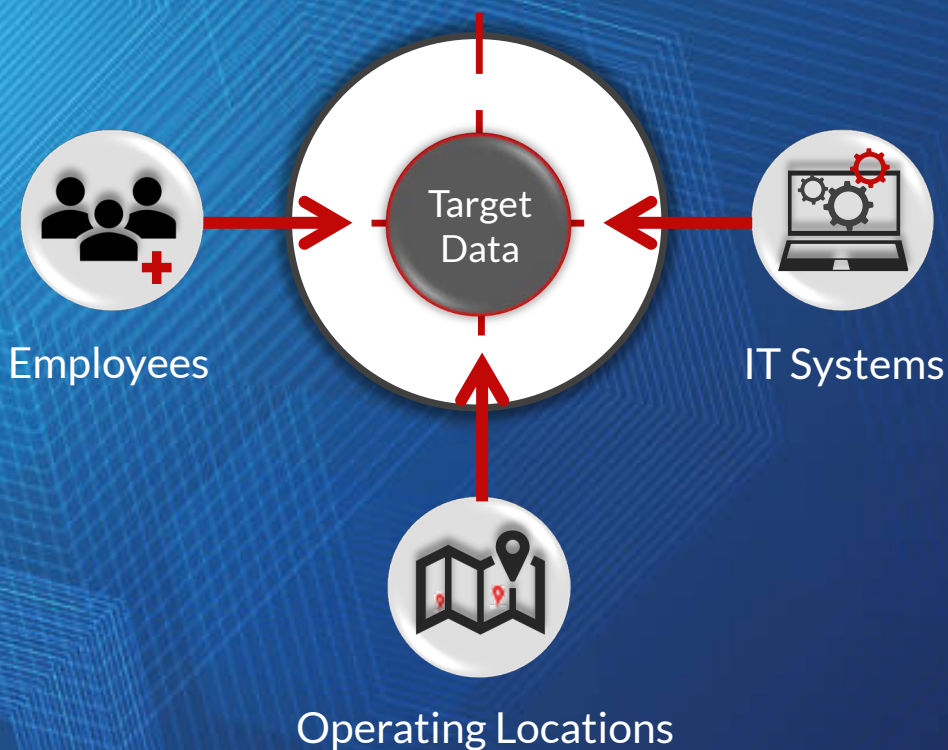 Target
Data
Employees
IT Systems
Operating Locations